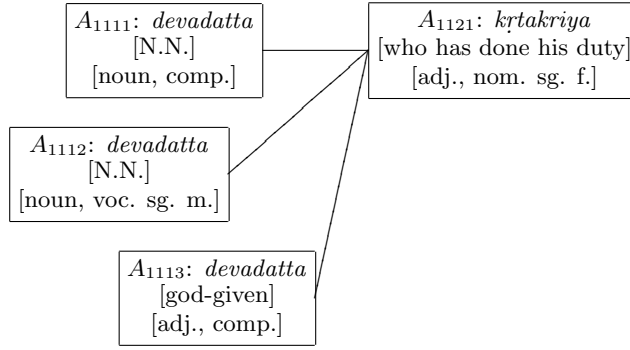 A1111: devadatta
[N.N.]
[noun, comp.]
A1121: kṛtakriya
[who has done his duty]
[adj., nom. sg. f.]
A1112: devadatta
[N.N.]
[noun, voc. sg. m.]
A1113: devadatta
[god-given]
[adj., comp.]